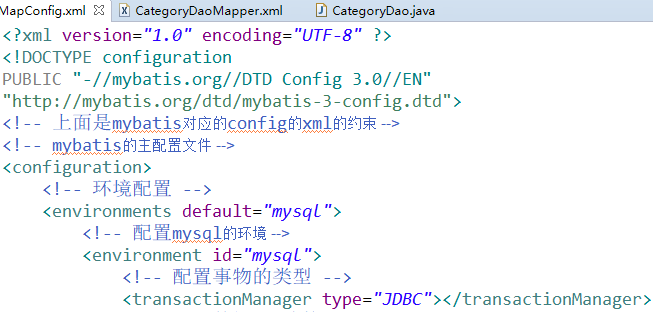 MapConfig.xml CategoryDaoMapper.xml CategoryDao.java
<?xml version="1.0" encoding="UTF-8" ?>
<!DOCTYPE configuration
PUBLIC "-//mybatis.org//DTD Config 3.0//EN"
"http://mybatis.org/dtd/mybatis-3-config.dtd">
<!-- 上面是mybatis对应的config的xml的约束 -->
<!-- mybatis的主配置文件 -->
<configuration>
<!-- 环境配置 -->
<environments default="mysql">
<!-- 配置mysql的环境 -->
<environment id="mysql">
<!-- 配置事物的类型 -->
<transactionManager type="JDBC"></transactionManager>